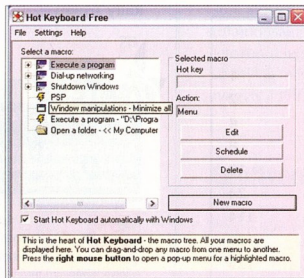 Hot Keyboard Free
File Settings Help
Select a macro:
Execute a program
Dial-up networking
Shutdown Windows
PSP
Window manipulations - Minimize all
Execute a program - "D:\Progra
Open a folder - << My Computer
Selected macro
Hot key
Action:
Menu
Edit
Schedule
Delete
New macro
Start Hot Keyboard automatically with Windows
This is the heart of Hot Keyboard - the macro tree. All your macros are
displayed here. You can drag-and-drop any macro from one menu to another.
Press the right mouse button to open a pop-up menu for a highlighted macro.